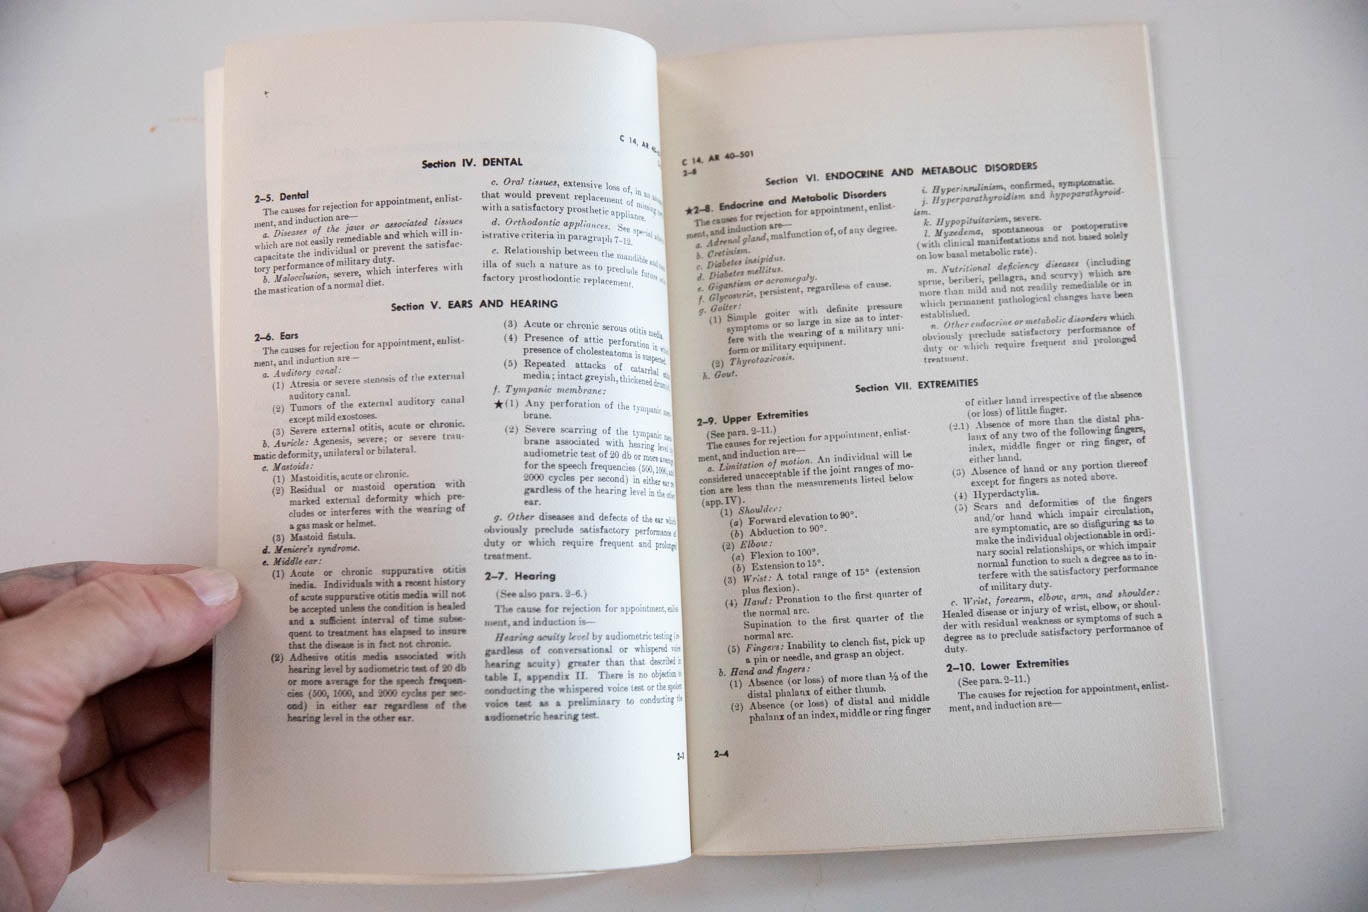 C 14, AR 40-
Section IV. DENTAL
2–5. Dental
The causes for rejection for appointment, enlist-
ment, and induction are—
a. Diseases of the jaws or associated tissues
which are not easily remediable and which will in-
capacitate the individual or prevent the satisfac-
tory performance of military duty.
b. Malocclusion, severe, which interferes with
the mastication of a normal diet.
c. Oral tissues, extensive loss of, in an
that would prevent replacement of missing
with a satisfactory prosthetic appliance.
d. Orthodontic appliances. See special
istrative criteria in paragraph 7–12.
e. Relationship between the mandible and
illa of such a nature as to preclude future
factory prosthodontic replacement.
Section V. EARS AND HEARING
2–6. Ears
The causes for rejection for appointment, enlist-
ment, and induction are—
a. Auditory canal:
(1) Atresia or severe stenosis of the external
auditory canal.
(2) Tumors of the external auditory canal
except mild exostoses.
(3) Severe external otitis, acute or chronic.
b. Auricle: Agenesis, severe; or severe trau-
matic deformity, unilateral or bilateral.
c. Mastoids:
(1) Mastoiditis, acute or chronic.
(2) Residual or mastoid operation with
marked external deformity which pre-
cludes or interferes with the wearing of
a gas mask or helmet.
(3) Mastoid fistula.
d. Meniere's syndrome.
e. Middle ear:
(1) Acute or chronic suppurative otitis
media. Individuals with a recent history
of acute suppurative otitis media will not
be accepted unless the condition is healed
and a sufficient interval of time subse-
quent to treatment has elapsed to insure
that the disease is in fact not chronic.
(2) Adhesive otitis media associated with
hearing level by audiometric test of 20 db
or more average for the speech frequen-
cies (500, 1000, and 2000 cycles per sec-
ond) in either ear regardless of the
hearing level in the other ear.
(3) Acute or chronic serous otitis media.
(4) Presence of attic perforation in
presence of cholesteatoma is suspected.
(5) Repeated attacks of catarrhal
media; intact greyish, thickened
f. Tympanic membrane:
★(1) Any perforation of the tympanic
brane.
(2) Severe scarring of the tympanic
brane associated with hearing level
audiometric test of 20 db or more average
for the speech frequencies (500, 1000,
2000 cycles per second) in either ear
gardless of the hearing level in the other
ear.
g. Other diseases and defects of the ear which
obviously preclude satisfactory performance of
duty or which require frequent and prolonged
treatment.
2–7. Hearing
(See also para. 2–6.)
The cause for rejection for appointment,
ment, and induction is—
Hearing acuity level by audiometric testing
gardless of conversational or whispered voice
hearing acuity) greater than that described in
table I, appendix II. There is no objection
conducting the whispered voice test or the spoken
voice test as a preliminary to conducting the
audiometric hearing test.
C 14, AR 40–501
2–8
Section VI. ENDOCRINE AND METABOLIC DISORDERS
★2–8. Endocrine and Metabolic Disorders
The causes for rejection for appointment, enlist-
ment, and induction are—
a. Adrenal gland, malfunction of, of any degree.
b. Cretinism.
c. Diabetes insipidus.
d. Diabetes mellitus.
e. Gigantism or acromegaly.
f. Glycosuria, persistent, regardless of cause.
g. Goiter:
(1) Simple goiter with definite pressure
symptoms or so large in size as to inter-
fere with the wearing of a military uni-
form or military equipment.
(2) Thyrotoxicosis.
h. Gout.
i. Hyperinsulinism, confirmed, symptomatic.
j. Hyperparathyroidism and hypoparathyroid-
ism.
k. Hypopituitarism, severe.
l. Myxedema, spontaneous or postoperative
(with clinical manifestations and not based solely
on low basal metabolic rate).
m. Nutritional deficiency diseases (including
sprue, beriberi, pellagra, and scurvy) which are
more than mild and not readily remediable or in
which permanent pathological changes have been
established.
n. Other endocrine or metabolic disorders which
obviously preclude satisfactory performance of
duty or which require frequent and prolonged
treatment.
Section VII. EXTREMITIES
2–9. Upper Extremities
(See para. 2–11.)
The causes for rejection for appointment, enlist-
ment, and induction are—
a. Limitation of motion. An individual will be
considered unacceptable if the joint ranges of mo-
tion are less than the measurements listed below
(app. IV).
(1) Shoulder:
(a) Forward elevation to 90°.
(b) Abduction to 90°.
(2) Elbow:
(a) Flexion to 100°.
(b) Extension to 15°.
(3) Wrist: A total range of 15° (extension
plus flexion).
(4) Hand: Pronation to the first quarter of
the normal arc.
Supination to the first quarter of the
normal arc.
(5) Fingers: Inability to clench fist, pick up
a pin or needle, and grasp an object.
b. Hand and fingers:
(1) Absence (or loss) of more than ⅓ of the
distal phalanx of either thumb.
(2) Absence (or loss) of distal and middle
phalanx of an index, middle or ring finger
of either hand irrespective of the absence
(or loss) of little finger.
(2.1) Absence of more than the distal pha-
lanx of any two of the following fingers,
index, middle finger or ring finger, of
either hand.
(3) Absence of hand or any portion thereof
except for fingers as noted above.
(4) Hyperdactylia.
(5) Scars and deformities of the fingers
and/or hand which impair circulation,
are symptomatic, are so disfiguring as to
make the individual objectionable in ordi-
nary social relationships, or which impair
normal function to such a degree as to in-
terfere with the satisfactory performance
of military duty.
c. Wrist, forearm, elbow, arm, and shoulder:
Healed disease or injury of wrist, elbow, or shoul-
der with residual weakness or symptoms of such a
degree as to preclude satisfactory performance of
duty.
2–10. Lower Extremities
(See para. 2–11.)
The causes for rejection for appointment, enlist-
ment, and induction are—
2–4